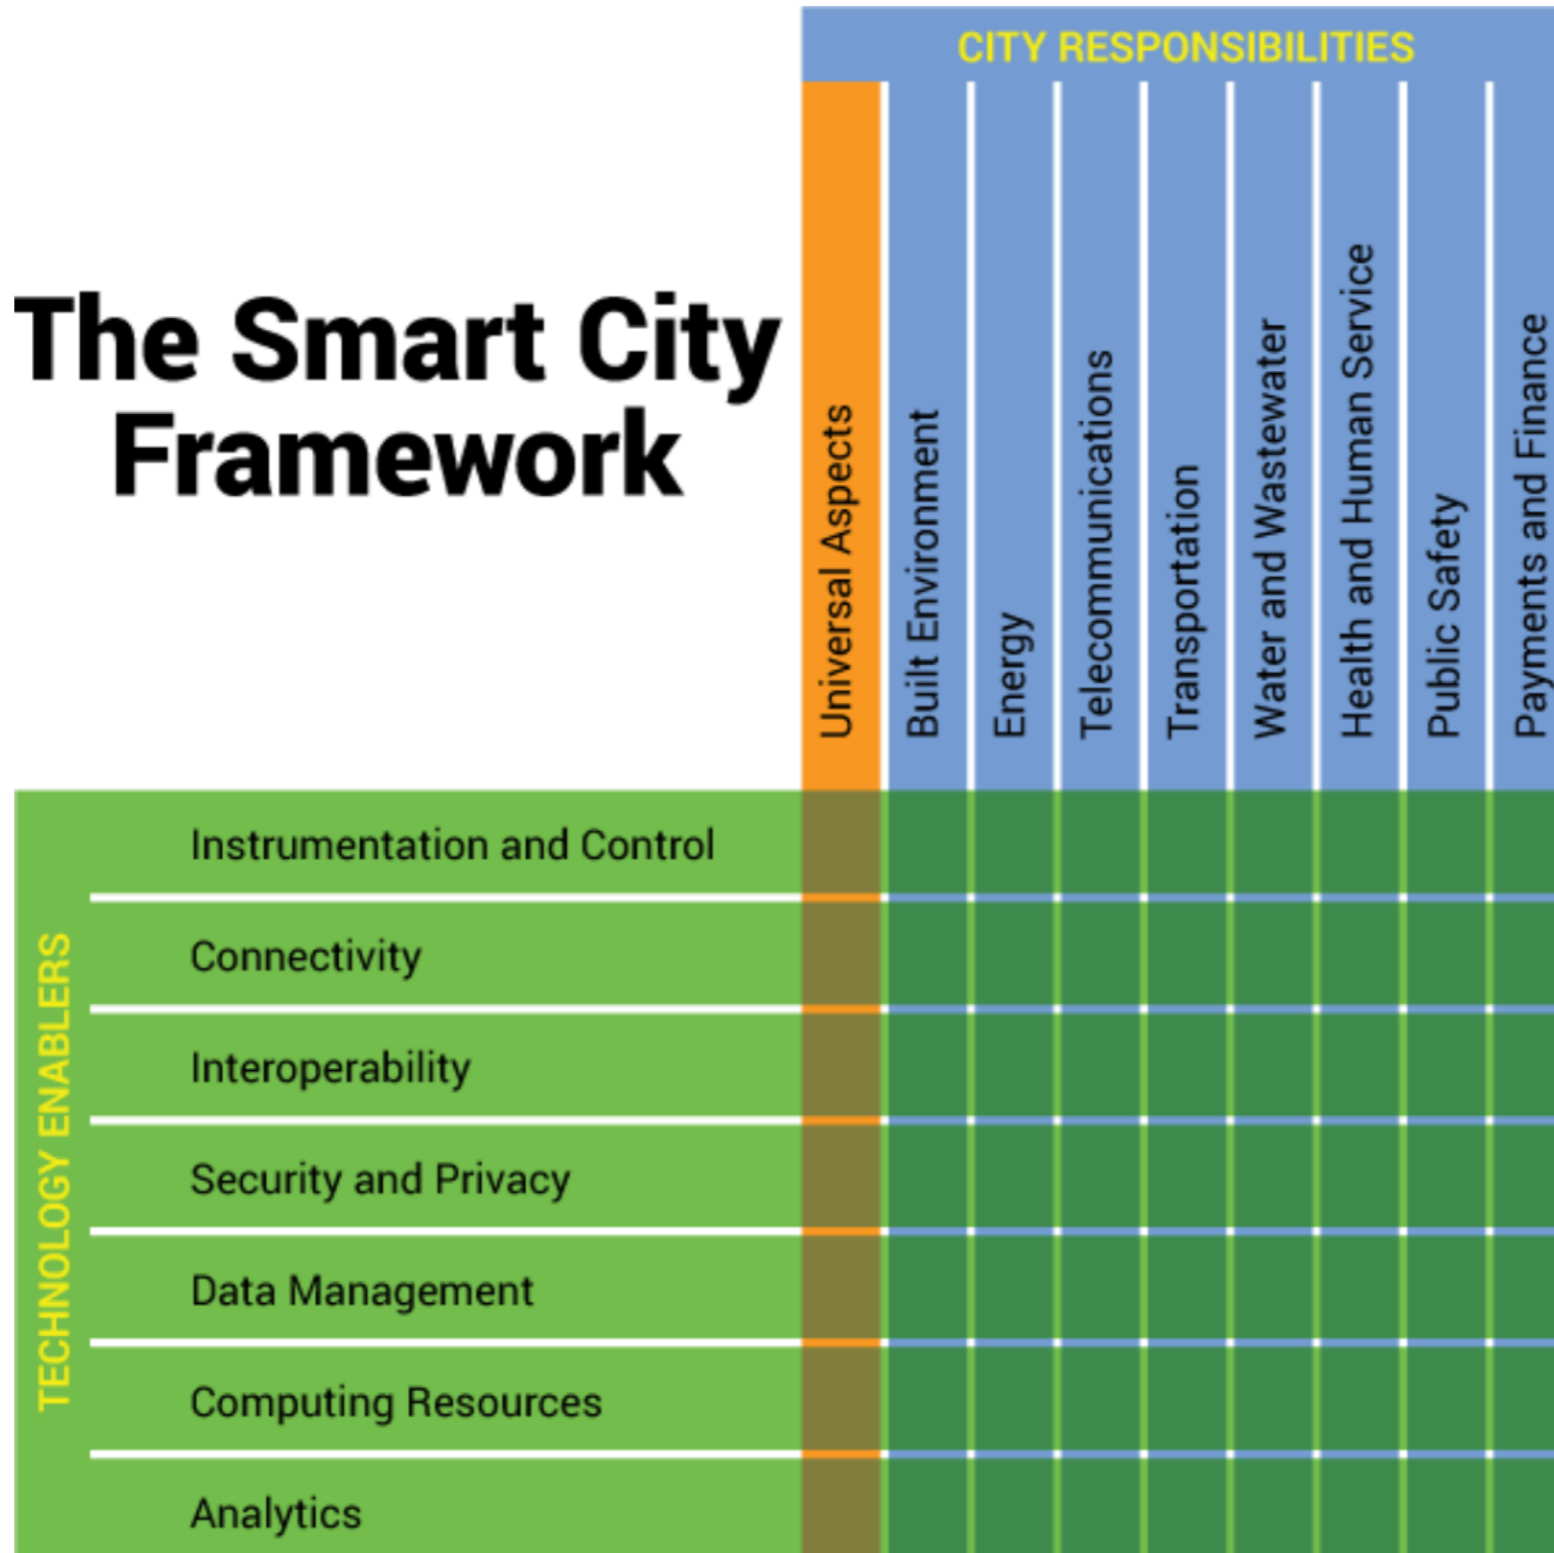 CITY RESPONSIBILITIES
The Smart City
Framework
Universal Aspects
Built Environment
Energy
Telecommunications
Transportation
Water and Wastewater
Health and Human Service
Public Safety
Payments and Finance
TECHNOLOGY ENABLERS
Instrumentation and Control
Connectivity
Interoperability
Security and Privacy
Data Management
Computing Resources
Analytics